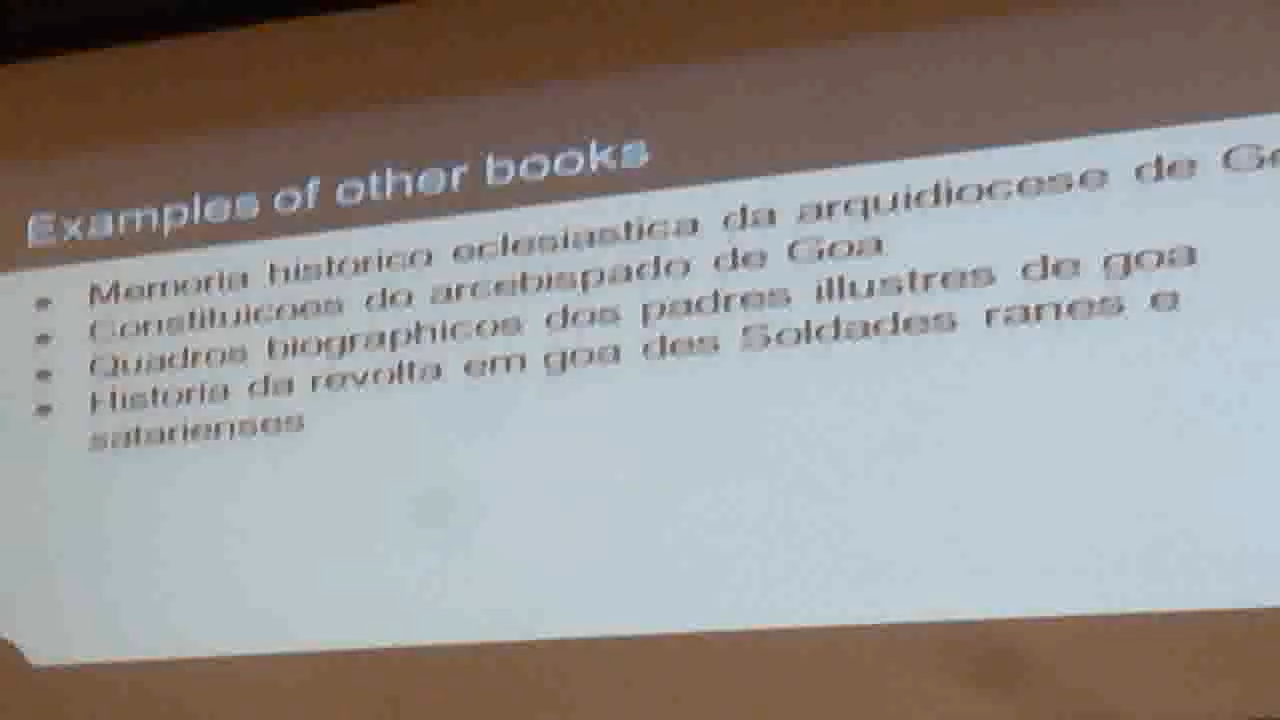 Examples of other books
• Memoria historico eclesiastica da arquidiocese de Go
• Constituicoes do arcebispado de Goa
• Quadros biographicos dos padres illustres de goa
• Historia da revolta em goa des Soldades ranes e
satarienses